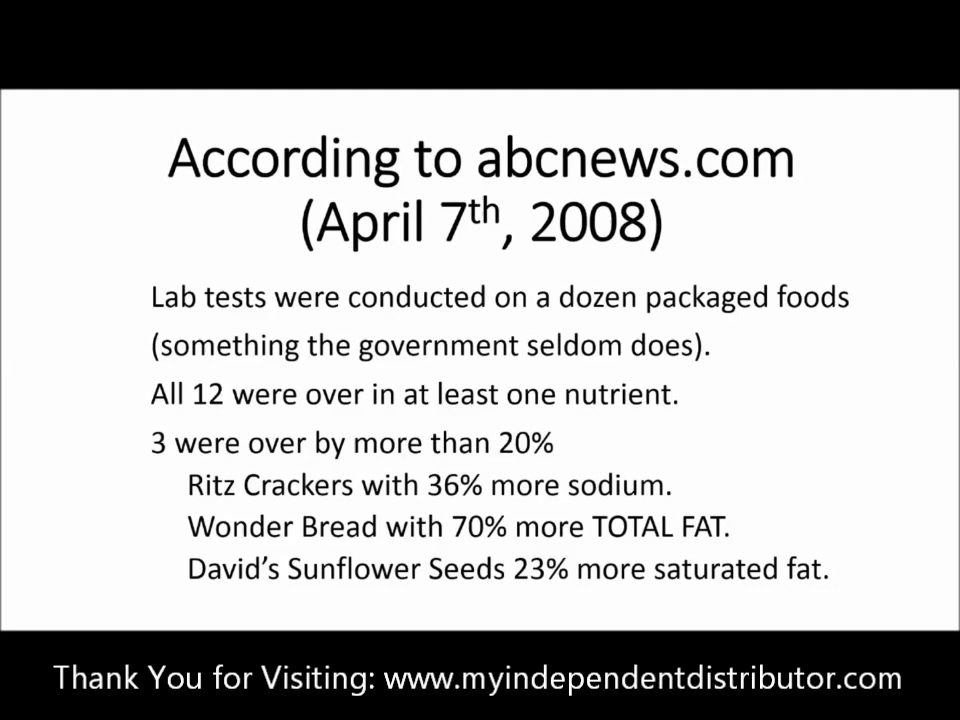 According to abcnews.com
(April 7th, 2008)
Lab tests were conducted on a dozen packaged foods
(something the government seldom does).
All 12 were over in at least one nutrient.
3 were over by more than 20%
Ritz Crackers with 36% more sodium.
Wonder Bread with 70% more TOTAL FAT.
David’s Sunflower Seeds 23% more saturated fat.
Thank You for Visiting: www.myindependentdistributor.com